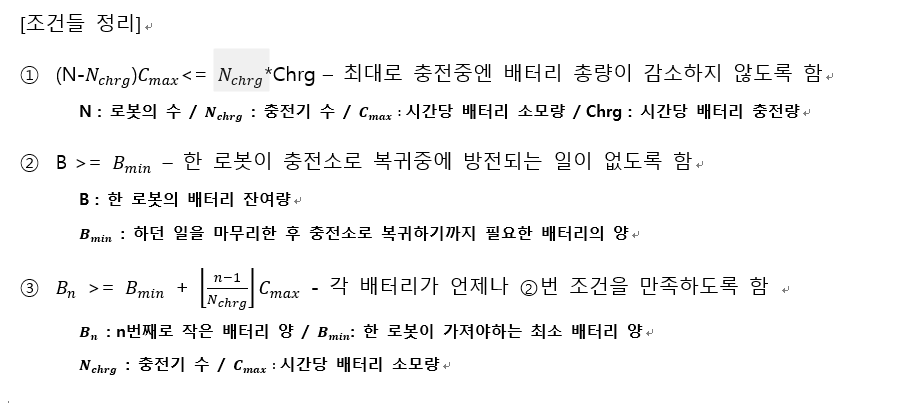 [조건들 정리]
① (N-N_chrg)C_max<= N_chrg*Chrg – 최대로 충전중엔 배터리 총량이 감소하지 않도록 함
N : 로봇의 수 / N_chrg : 충전기 수 / C_max : 시간당 배터리 소모량 / Chrg : 시간당 배터리 충전량
② B >= B_min – 한 로봇이 충전소로 복귀중에 방전되는 일이 없도록 함
B : 한 로봇의 배터리 잔여량
B_min : 하던 일을 마무리한 후 충전소로 복귀하기까지 필요한 배터리의 양
③ B_n >= B_min + ⌊(n-1)/N_chrg⌋ C_max - 각 배터리가 언제나 ②번 조건을 만족하도록 함
B_n : n번째로 작은 배터리 양 / B_min: 한 로봇이 가져야하는 최소 배터리 양
N_chrg : 충전기 수 / C_max : 시간당 배터리 소모량